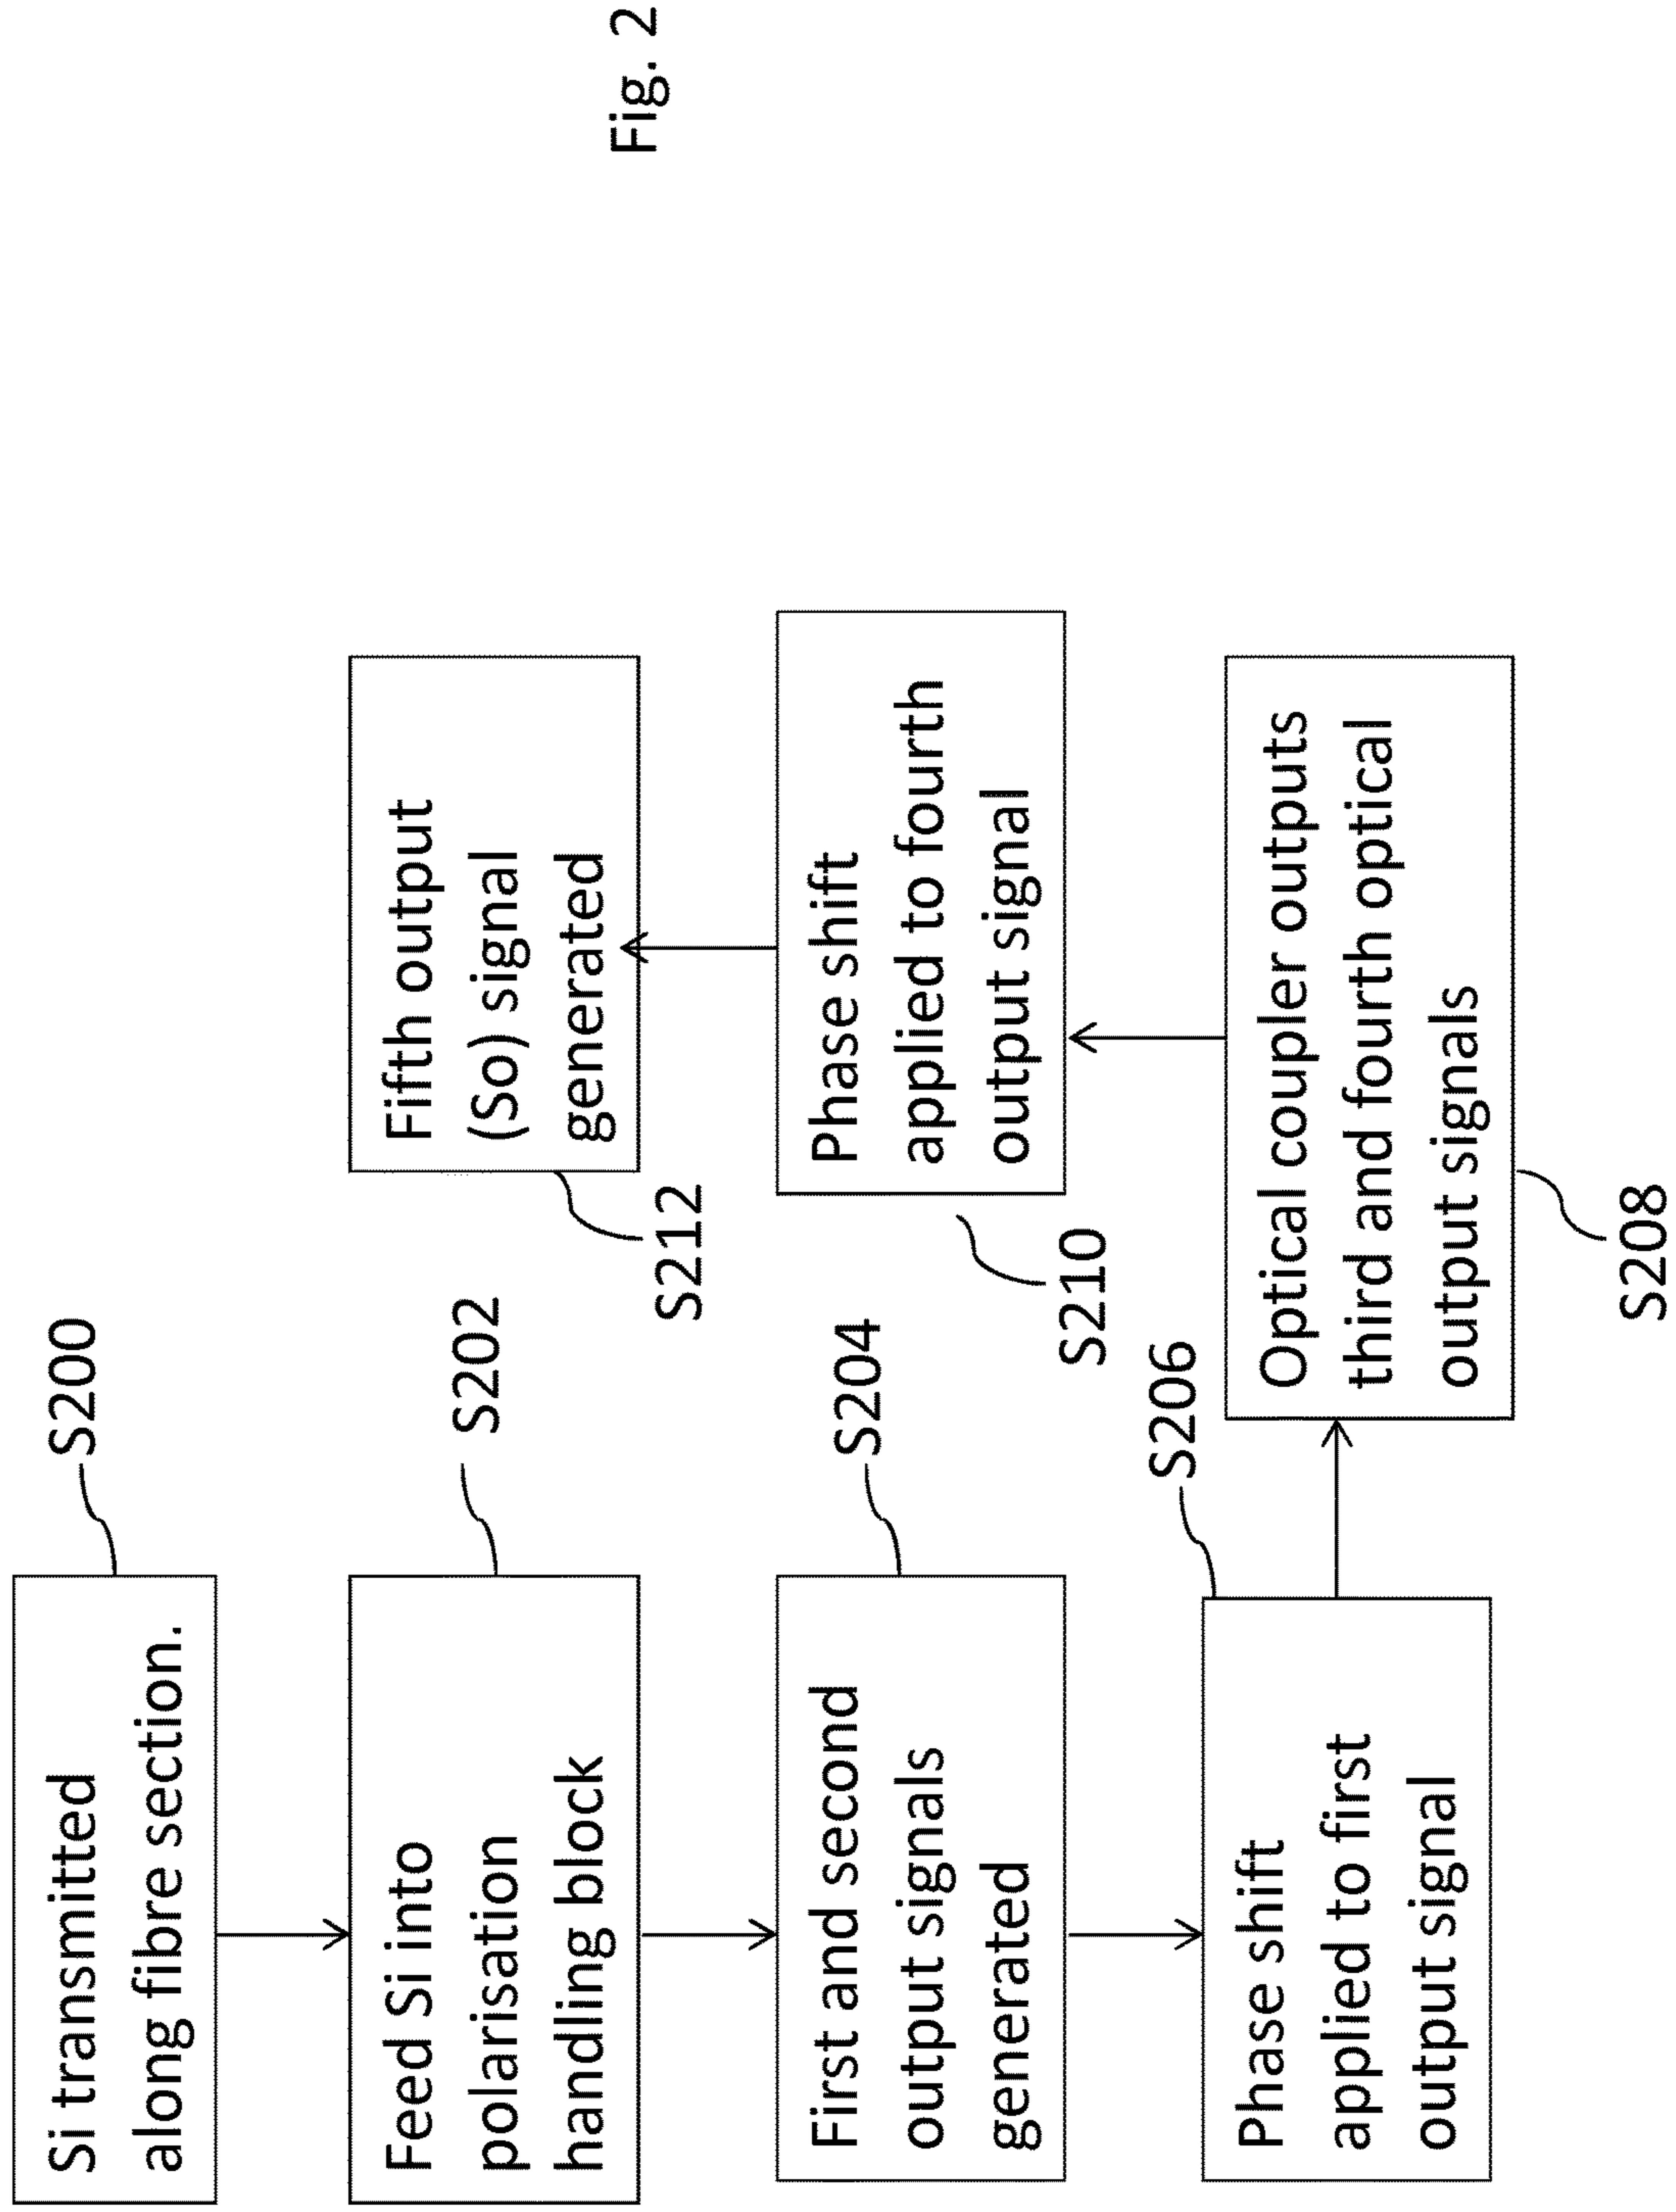 S200
Si transmitted
along fibre section.
S202
Feed Si into
polarisation
handling block
S204
First and second
output signals
generated
S206
Phase shift
applied to first
output signal
S208
Optical coupler outputs
third and fourth optical
output signals
S210
Phase shift
applied to fourth
output signal
S212
Fifth output
(So) signal
generated
Fig. 2